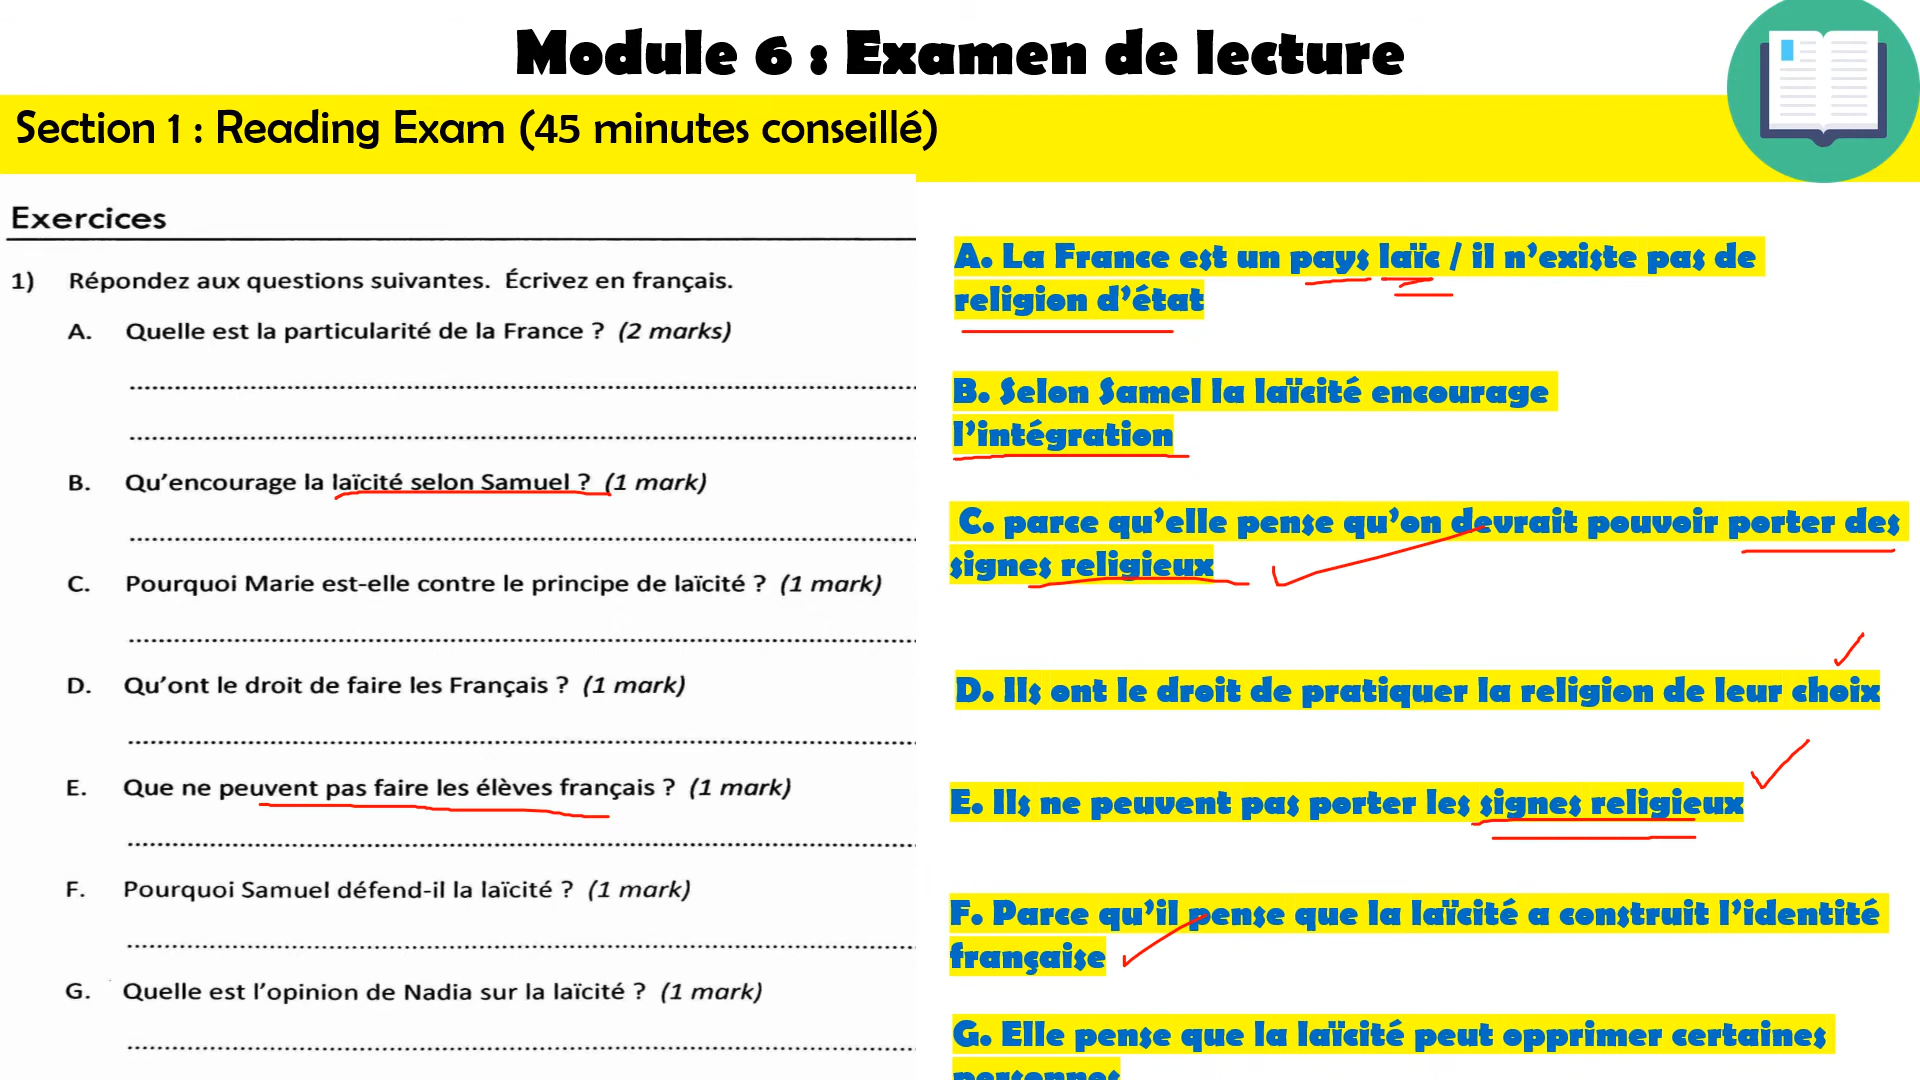 Module 6 : Examen de lecture
Section 1 : Reading Exam (45 minutes conseillé)
Exercices
1) Répondez aux questions suivantes. Écrivez en français.
A. Quelle est la particularité de la France ? (2 marks)
B. Qu'encourage la laïcité selon Samuel ? (1 mark)
C. Pourquoi Marie est-elle contre le principe de laïcité ? (1 mark)
D. Qu'ont le droit de faire les Français ? (1 mark)
E. Que ne peuvent pas faire les élèves français ? (1 mark)
F. Pourquoi Samuel défend-il la laïcité ? (1 mark)
G. Quelle est l'opinion de Nadia sur la laïcité ? (1 mark)
A. La France est un pays laïc / il n'existe pas de
religion d'état
B. Selon Samel la laïcité encourage
l'intégration
C. parce qu'elle pense qu'on devrait pouvoir porter des
signes religieux
D. Ils ont le droit de pratiquer la religion de leur choix
E. Ils ne peuvent pas porter les signes religieux
F. Parce qu'il pense que la laïcité a construit l'identité
française
G. Elle pense que la laïcité peut opprimer certaines
personnes